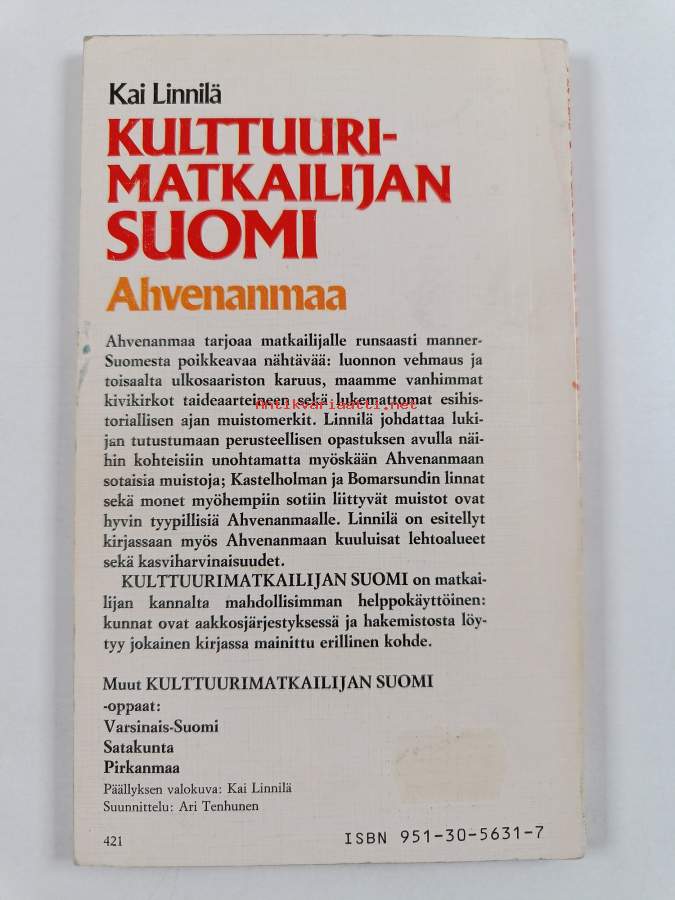 Kai Linnilä
KULTTUURI-
MATKAILIJAN
SUOMI
Ahvenanmaa
Ahvenanmaa tarjoaa matkailijalle runsaasti manner-
Suomesta poikkeavaa nähtävää: luonnon vehmaus ja
toisaalta ulkosaariston karuus, maamme vanhimmat
kivikirkot taideaarteineen sekä lukemattomat esihis-
Antikvariaatti.net
toriallisen ajan muistomerkit. Linnilä johdattaa luki-
jan tutustumaan perusteellisen opastuksen avulla näi-
hin kohteisiin unohtamatta myöskään Ahvenanmaan
sotaisia muistoja; Kastelholman ja Bomarsundin linnat
sekä monet myöhempiin sotiin liittyvät muistot ovat
hyvin tyypillisiä Ahvenanmaalle. Linnilä on esitellyt
kirjassaan myös Ahvenanmaan kuuluisat lehtoalueet
sekä kasviharvinaisuudet.
KULTTUURIMATKAILIJAN SUOMI on matkai-
lijan kannalta mahdollisimman helppokäyttöinen:
kunnat ovat aakkosjärjestyksessä ja hakemistosta löy-
tyy jokainen kirjassa mainittu erillinen kohde.
Muut KULTTUURIMATKAILIJAN SUOMI
-oppaat:
Varsinais-Suomi
Satakunta
Pirkanmaa
Päällyksen valokuva: Kai Linnilä
Suunnittelu: Ari Tenhunen
421
ISBN 951-30-5631-7